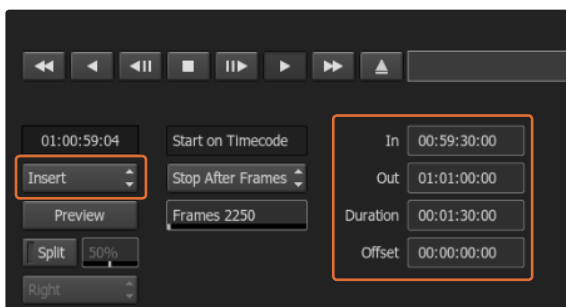 01:00:59:04 Start on Timecode In 00:59:30:00
Insert Stop After Frames Out 01:01:00:00
Preview Frames 2250 Duration 00:01:30:00
Split 50% Offset 00:00:00:00
Right